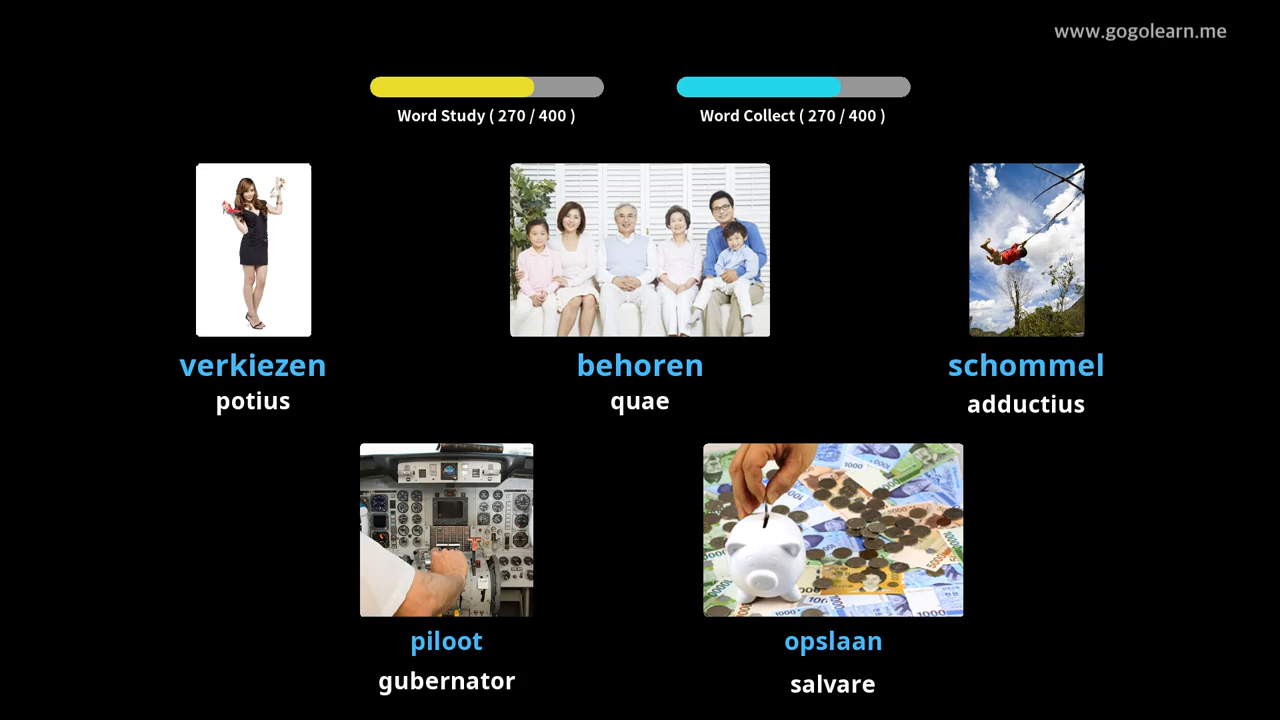 www.gogolearn.me
Word Study ( 270 / 400 )
Word Collect ( 270 / 400 )
verkiezen
potius
behoren
quae
schommel
adductius
piloot
gubernator
opslaan
salvare